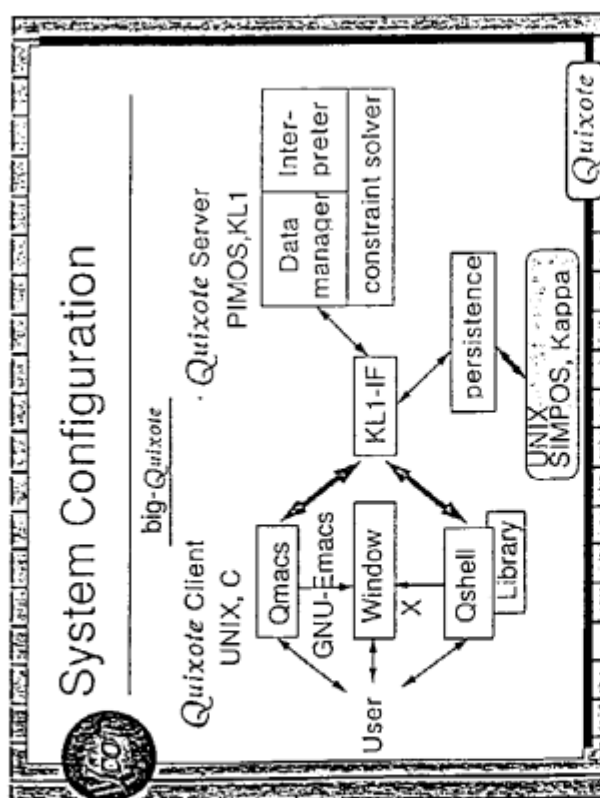 System Configuration
big-Quixote
Quixote Client
UNIX, C
Quixote Server
PIMOS,KL1
Qmacs
GNU-Emacs
User
Window
X
Qshell
Library
KL1-IF
Data manager
Inter-preter
constraint solver
persistence
UNIX
SIMPOS, Kappa
Quixote